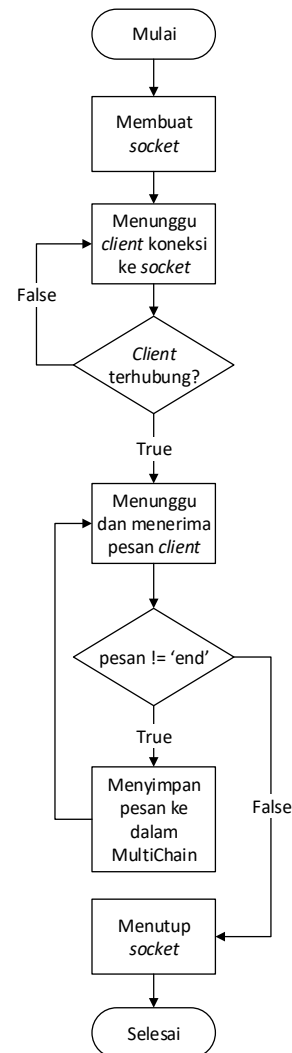 Mulai
Membuat
socket
Menunggu
client koneksi
ke socket
False
Client
terhubung?
True
Menunggu
dan menerima
pesan client
pesan != ‘end’
True
Menyimpan
pesan ke
dalam
MultiChain
False
Menutup
socket
Selesai